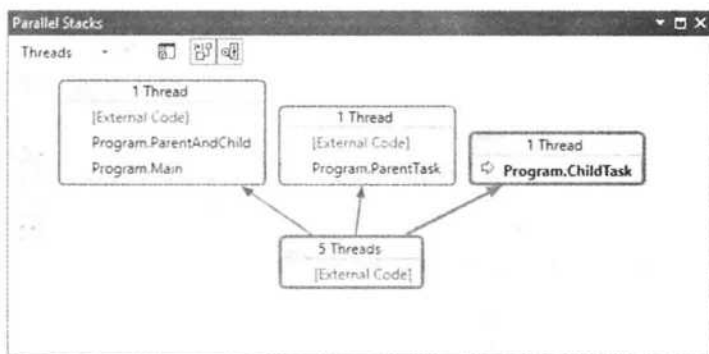 Parallel Stacks
Threads
1 Thread
[External Code]
Program.ParentAndChild
Program.Main
1 Thread
[External Code]
Program.ParentTask
1 Thread
Program.ChildTask
5 Threads
[External Code]